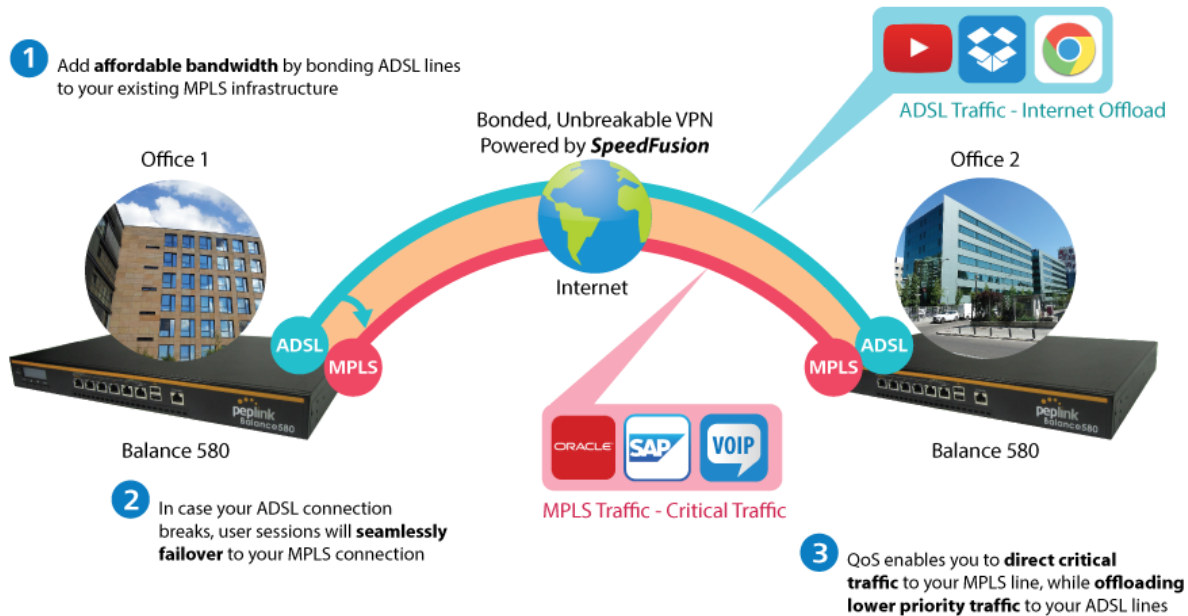 1
Add affordable bandwidth by bonding ADSL lines
to your existing MPLS infrastructure
ADSL Traffic - Internet Offload
Bonded, Unbreakable VPN
Powered by SpeedFusion
Office 1
Office 2
Internet
ADSL
MPLS
MPLS
ADSL
peplink
Balance580
peplink
Balance580
Balance 580
Balance 580
ORACLE
SAP
VOIP
MPLS Traffic - Critical Traffic
2
In case your ADSL connection
breaks, user sessions will seamlessly
failover to your MPLS connection
3
QoS enables you to direct critical
traffic to your MPLS line, while offloading
lower priority traffic to your ADSL lines